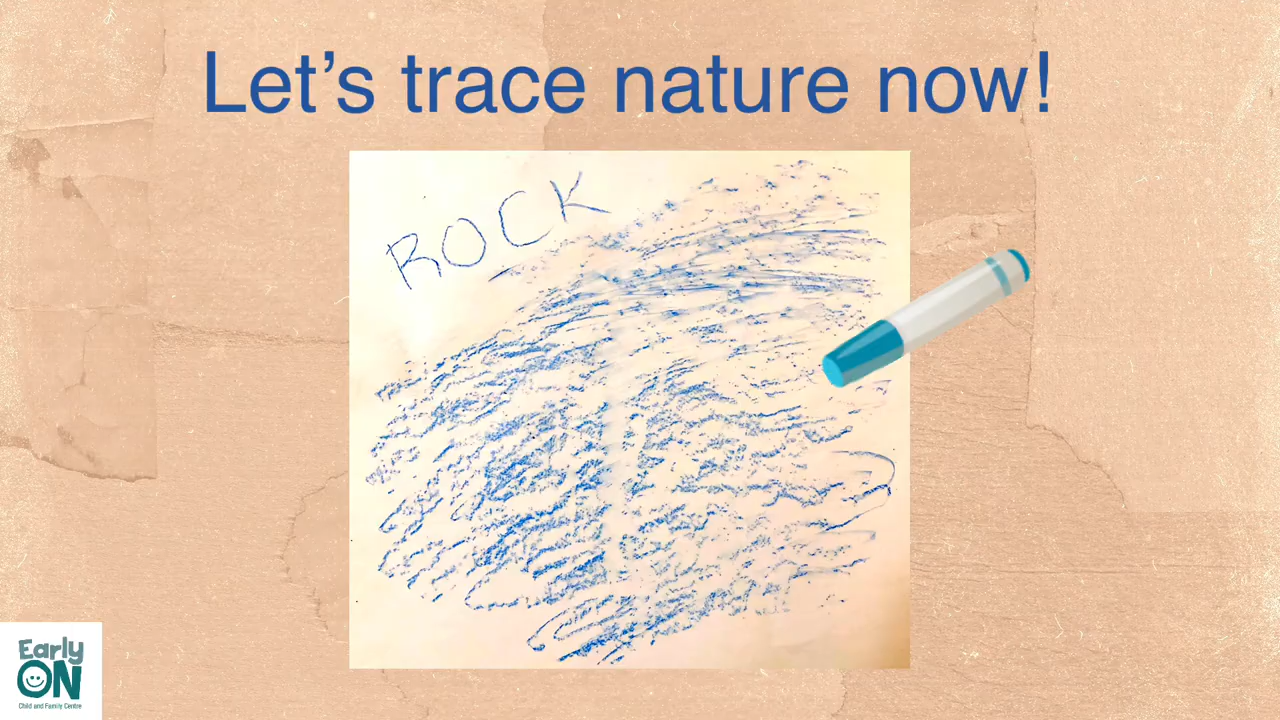 Let’s trace nature now!
ROCK
Early
ON
Child and Family Centre